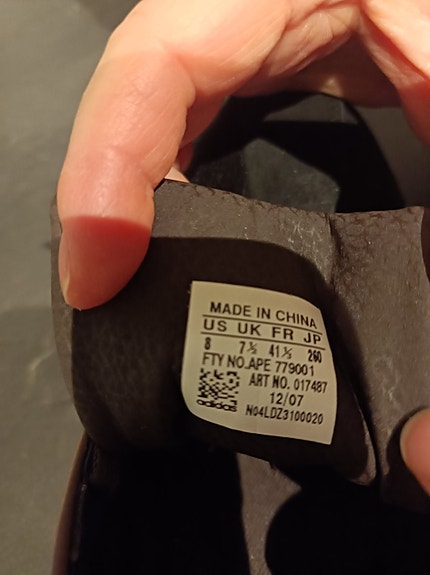 MADE IN CHINA
US UK FR JP
8 7½ 41⅓ 260
FTY NO.APE 779001
ART NO. 017487
12/07
adidas N04LDZ3100020